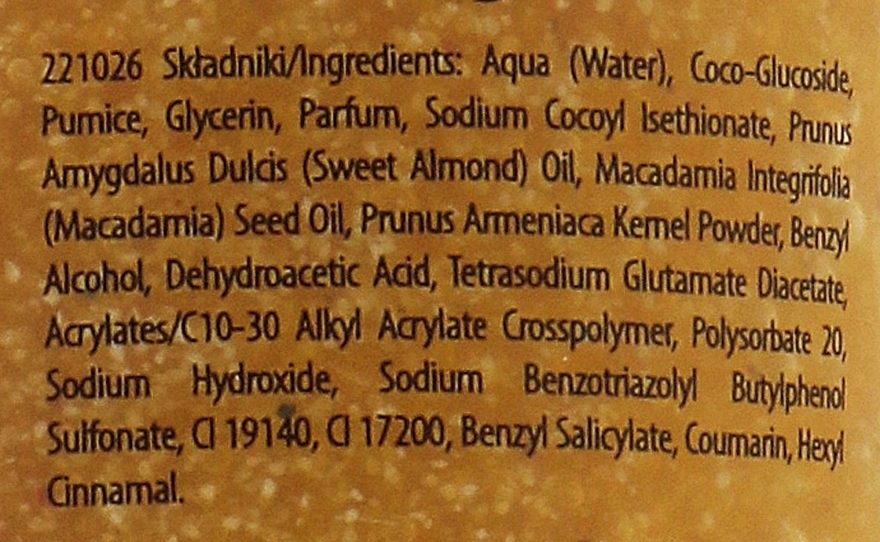 221026 Składniki/Ingredients: Aqua (Water), Coco-Glucoside,
Pumice, Glycerin, Parfum, Sodium Cocoyl Isethionate, Prunus
Amygdalus Dulcis (Sweet Almond) Oil, Macadamia Integrifolia
(Macadamia) Seed Oil, Prunus Armeniaca Kernel Powder, Benzyl
Alcohol, Dehydroacetic Acid, Tetrasodium Glutamate Diacetate,
Acrylates/C10-30 Alkyl Acrylate Crosspolymer, Polysorbate 20,
Sodium Hydroxide, Sodium Benzotriazolyl Butylphenol
Sulfonate, CI 19140, CI 17200, Benzyl Salicylate, Coumarin, Hexyl
Cinnamal.